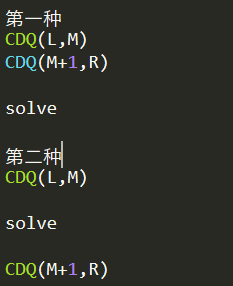 第一种
CDQ(L,M)
CDQ(M+1,R)
solve
第二种
CDQ(L,M)
solve
CDQ(M+1,R)